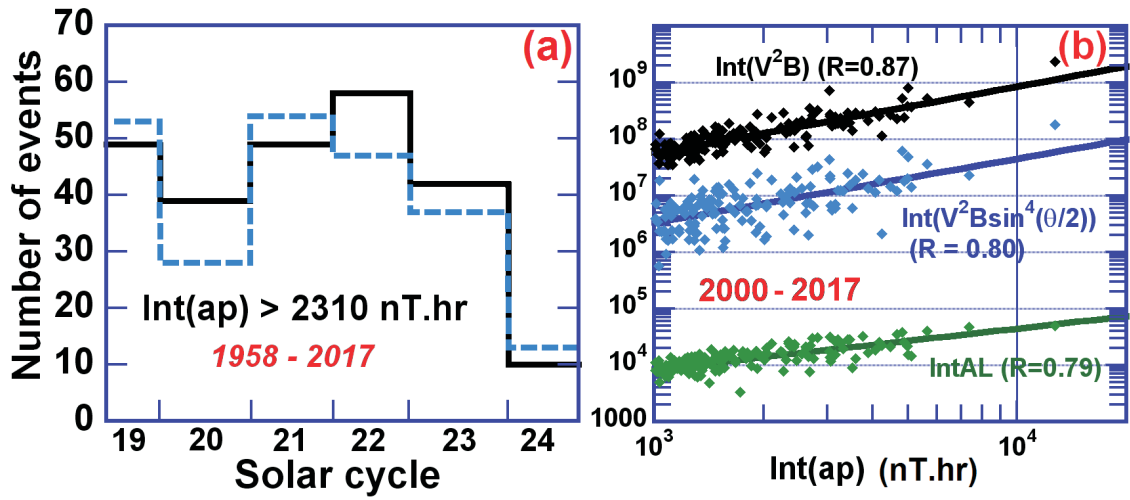 (a)
Number of events
70
60
50
40
30
20
10
0
Int(ap) > 2310 nT.hr
1958 - 2017
19 20 21 22 23 24
Solar cycle
(b)
Int(V²B) (R=0.87)
10⁹
10⁸
10⁷
10⁶
10⁵
10⁴
1000
Int(V²Bsin⁴(θ/2))
(R = 0.80)
2000 - 2017
IntAL (R=0.79)
10³ 10⁴
Int(ap) (nT.hr)